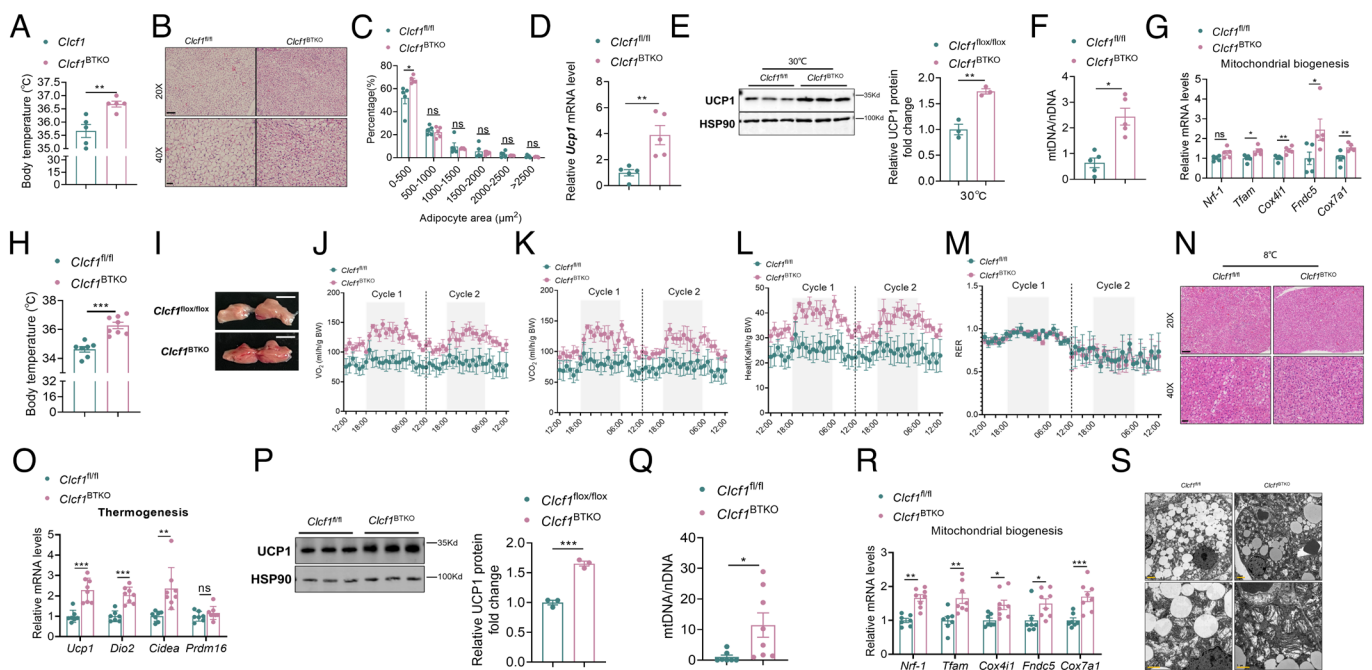 A
Clcf1
Clcf1BTKO
Body temperature (℃)
37.5
37.0
36.5
36.0
35.5
35.0
30
15
0
**
B
Clcf1fl/fl
Clcf1BTKO
20X
40X
C
Clcf1fl/fl
Clcf1BTKO
Percentage(%)
100
80
60
40
20
0
*
ns
ns
ns
ns
ns
0-500
500-1000
1000-1500
1500-2000
2000-2500
>2500
Adipocyte area (μm2)
D
Clcf1fl/fl
Clcf1BTKO
Relative Ucp1 mRNA level
8
6
4
2
0
**
E
30℃
Clcf1fl/fl
Clcf1BTKO
UCP1
HSP90
35Kd
100Kd
Clcf1flox/flox
Clcf1BTKO
Relative UCP1 protein
fold change
2.0
1.5
1.0
0.5
0.0
**
30℃
F
Clcf1fl/fl
Clcf1BTKO
mtDNA/nDNA
4
3
2
1
0
*
G
Clcf1fl/fl
Clcf1BTKO
Mitochondrial biogenesis
Relative mRNA levels
5
4
3
2
1
0
ns
*
**
*
**
Nrf-1
Tfam
Cox4i1
Fndc5
Cox7a1
H
Clcf1fl/fl
Clcf1BTKO
Body temperature (℃)
38
36
34
32
16
0
***
I
Clcf1flox/flox
Clcf1BTKO
J
Clcf1fl/fl
Clcf1BTKO
VO2 (ml/h/g BW)
200
150
100
50
0
Cycle 1
Cycle 2
12:00
18:00
06:00
12:00
18:00
06:00
12:00
K
Clcf1fl/fl
Clcf1BTKO
VCO2 (ml/h/g BW)
200
150
100
50
0
Cycle 1
Cycle 2
12:00
18:00
06:00
12:00
18:00
06:00
12:00
L
Clcf1fl/fl
Clcf1BTKO
Heat(Kal/h/g BW)
Cycle 1
Cycle 2
12:00
18:00
06:00
12:00
18:00
06:00
12:00
M
Clcf1fl/fl
Clcf1BTKO
RER
Cycle 1
Cycle 2
12:00
18:00
06:00
12:00
18:00
06:00
12:00
N
8℃
Clcf1fl/fl
Clcf1BTKO
20X
40X
O
Clcf1fl/fl
Clcf1BTKO
Thermogenesis
Relative mRNA levels
5
4
3
2
1
0
***
***
**
ns
Ucp1
Dio2
Cidea
Prdm16
P
Clcf1fl/fl
Clcf1BTKO
UCP1
HSP90
35Kd
100Kd
Clcf1flox/flox
Clcf1BTKO
Relative UCP1 protein
fold change
2.0
1.5
1.0
0.5
0.0
***
Q
Clcf1fl/fl
Clcf1BTKO
mtDNA/nDNA
40
30
20
10
0
*
R
Clcf1fl/fl
Clcf1BTKO
Mitochondrial biogenesis
Relative mRNA levels
4
3
2
1
0
**
**
*
*
***
Nrf-1
Tfam
Cox4i1
Fndc5
Cox7a1
S
Clcf1fl/fl
Clcf1BTKO